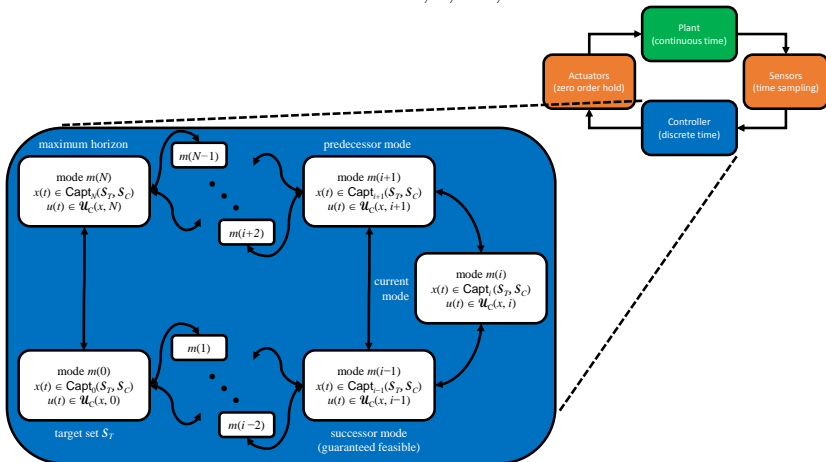 Plant
(continuous time)
Actuators
(zero order hold)
Sensors
(time sampling)
Controller
(discrete time)
maximum horizon
predecessor mode
m(N−1)
mode m(N)
x(t) ∈ Capt_N(S_T, S_C)
u(t) ∈ U_C(x, N)
mode m(i+1)
x(t) ∈ Capt_{i+1}(S_T, S_C)
u(t) ∈ U_C(x, i+1)
m(i+2)
current
mode
mode m(i)
x(t) ∈ Capt_i(S_T, S_C)
u(t) ∈ U_C(x, i)
m(1)
mode m(0)
x(t) ∈ Capt_0(S_T, S_C)
u(t) ∈ U_C(x, 0)
mode m(i−1)
x(t) ∈ Capt_{i−1}(S_T, S_C)
u(t) ∈ U_C(x, i−1)
m(i−2)
target set S_T
successor mode
(guaranteed feasible)